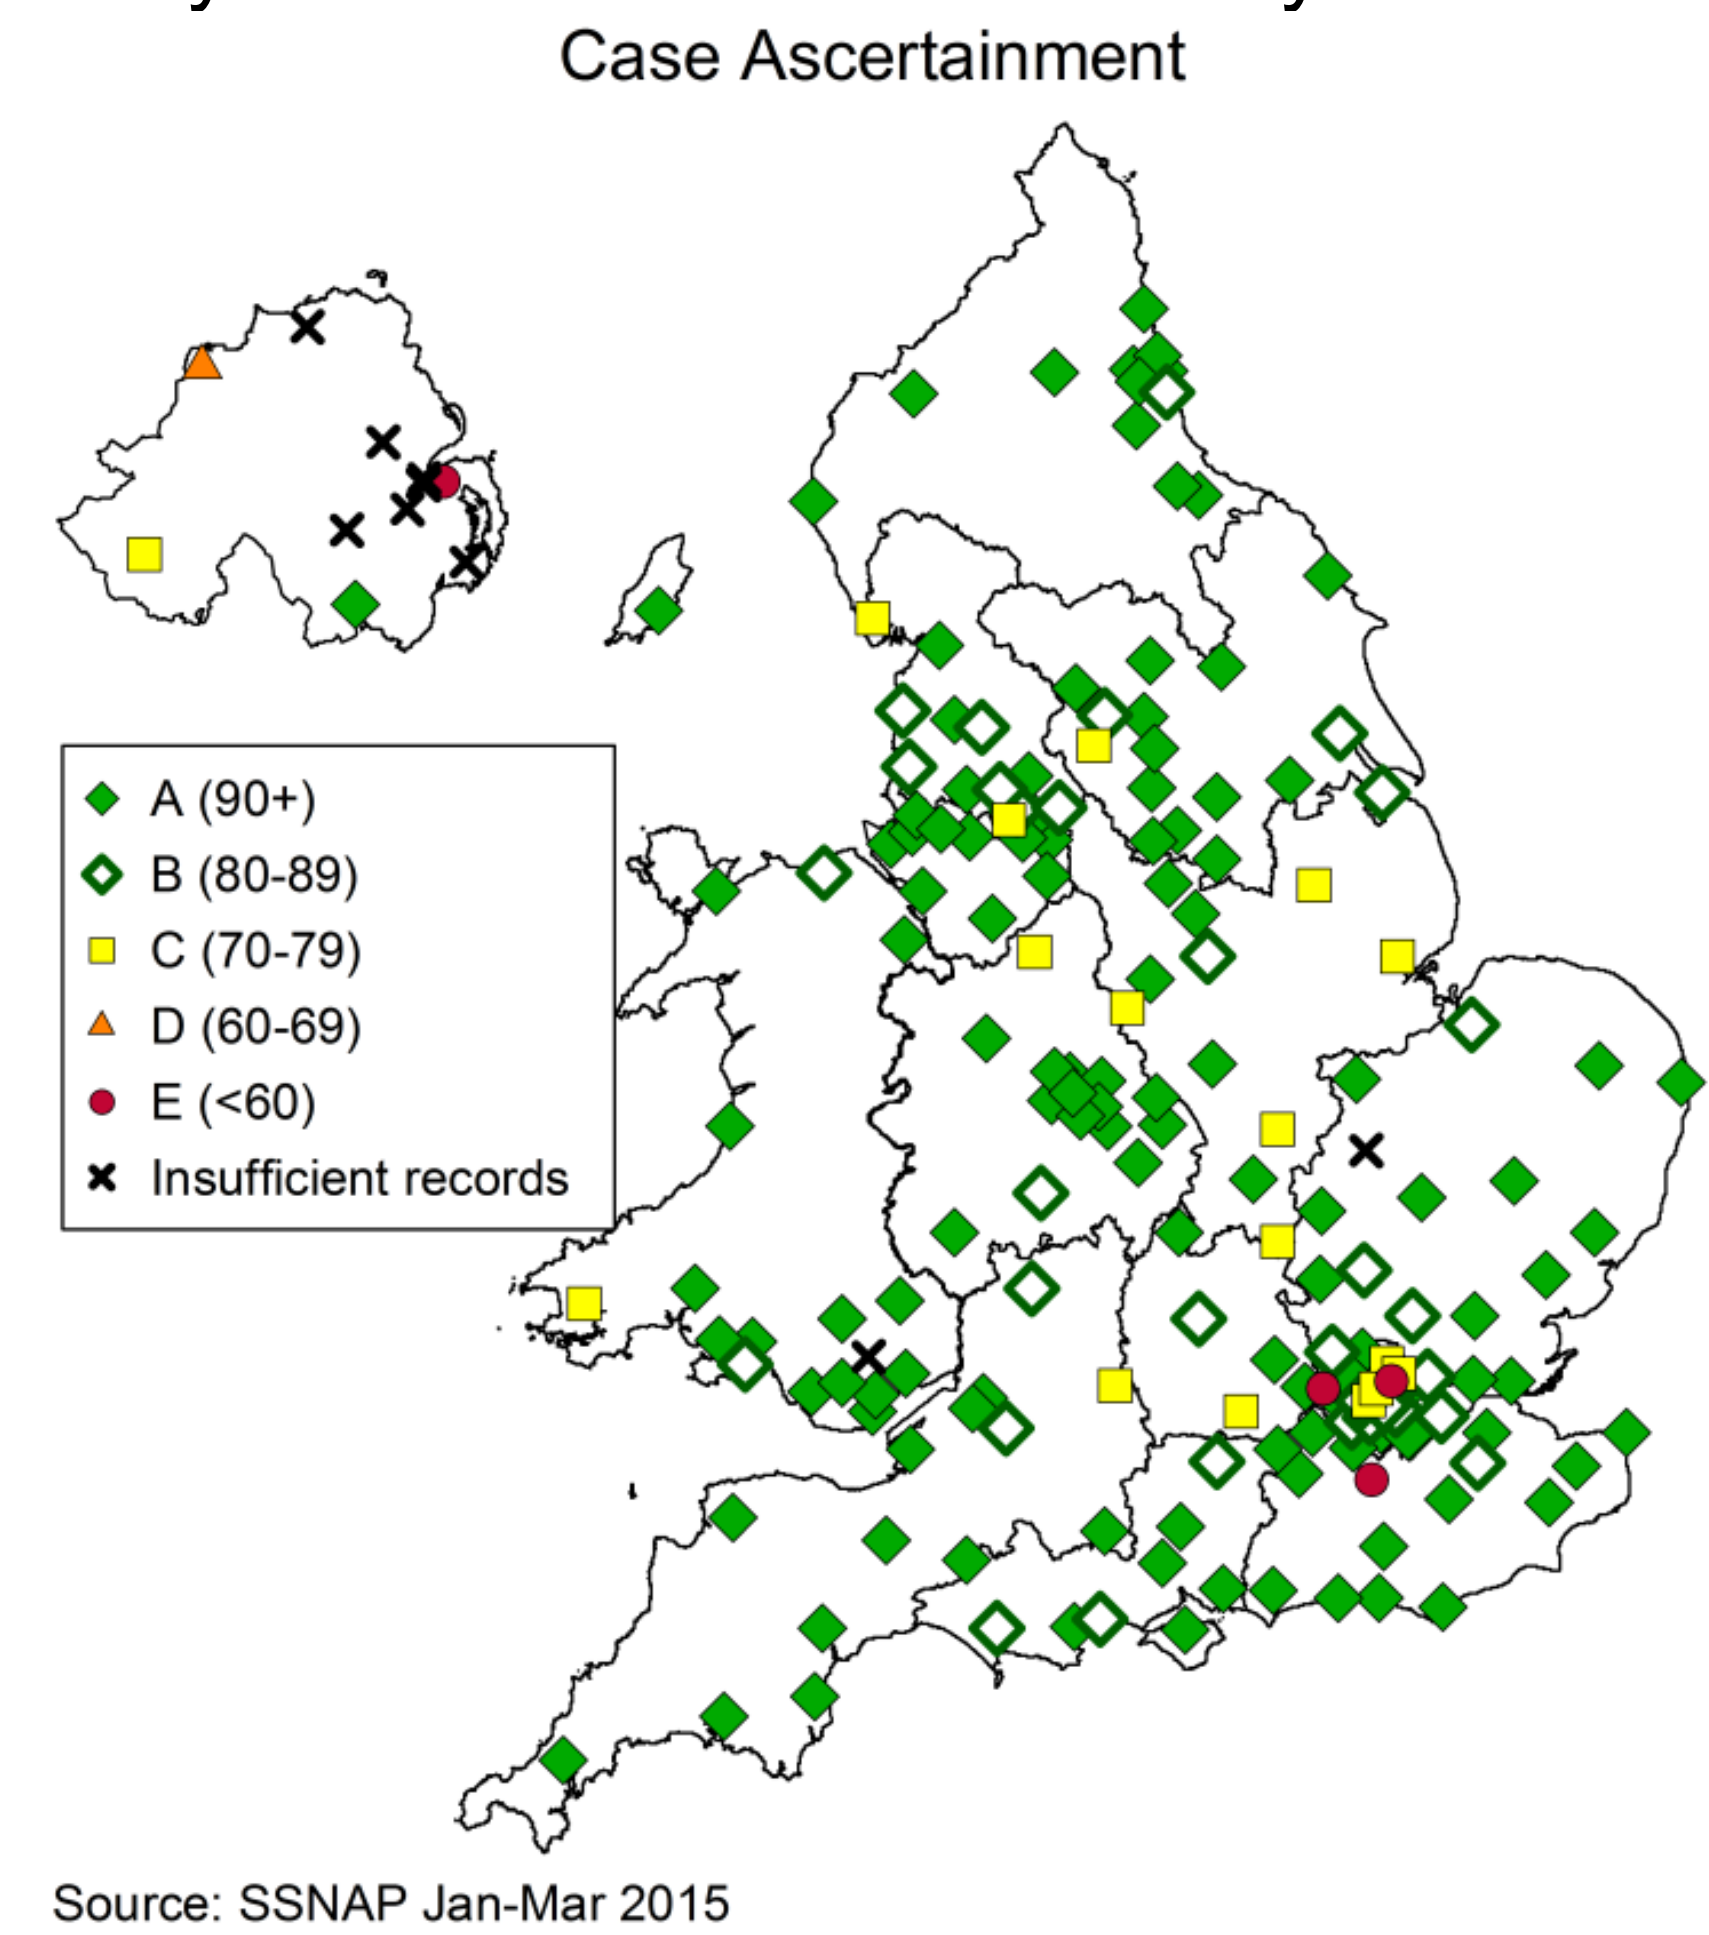 Case Ascertainment
A (90+)
B (80-89)
C (70-79)
D (60-69)
E (<60)
Insufficient records
Source: SSNAP Jan-Mar 2015